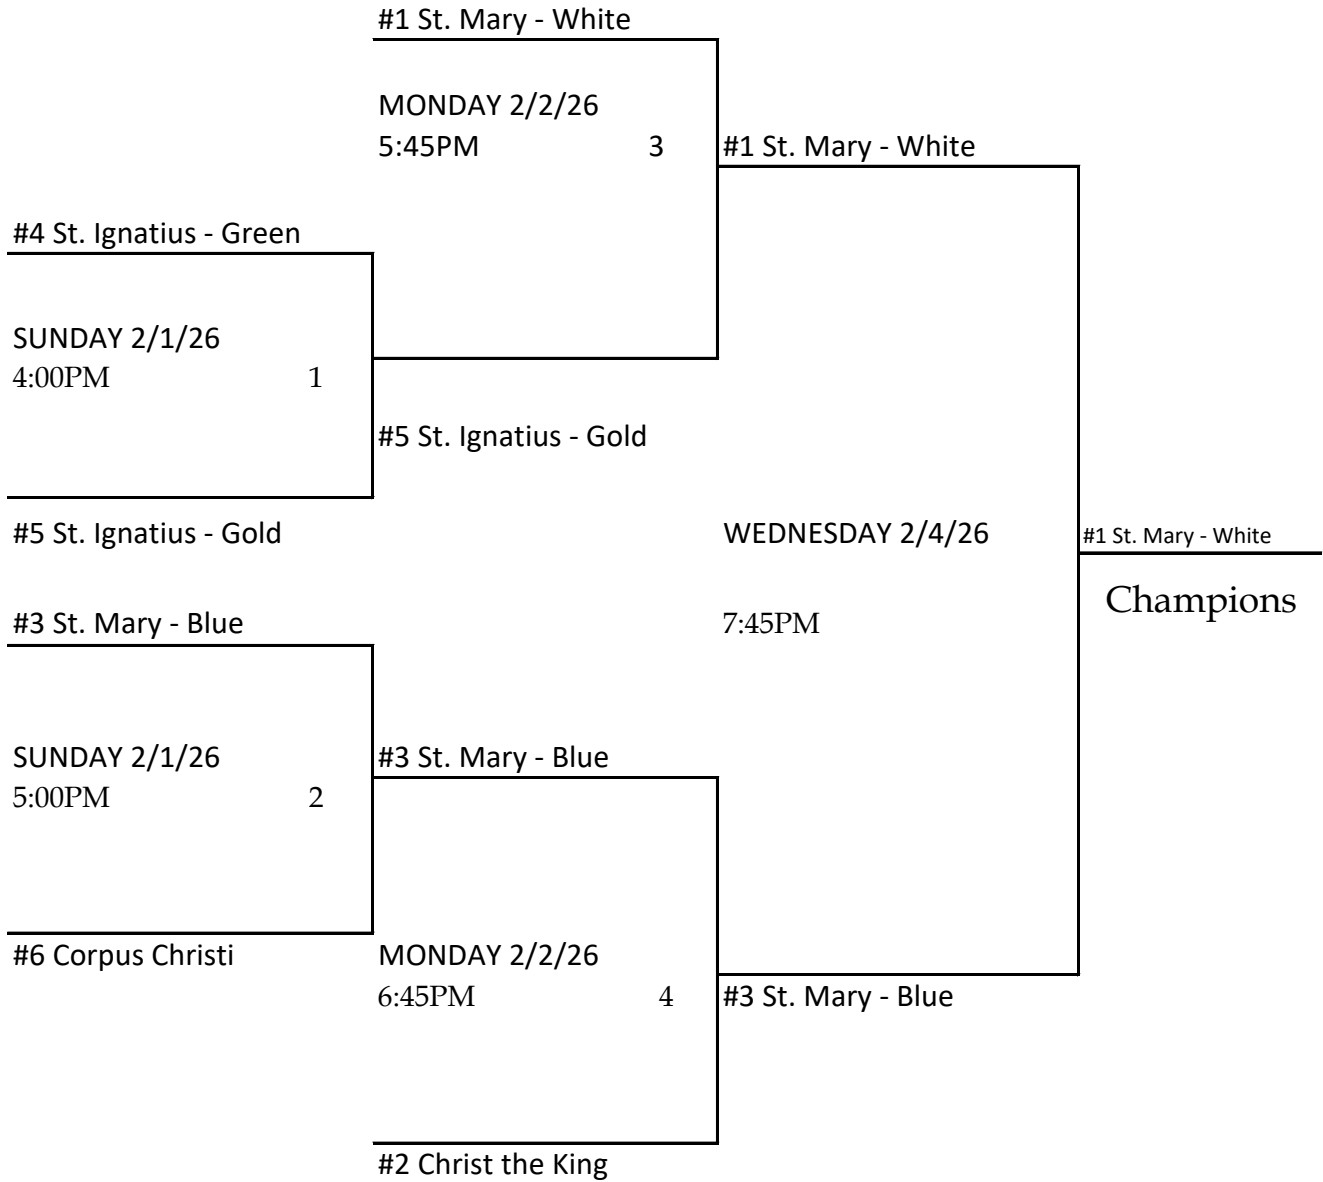 #1 St. Mary - White
MONDAY 2/2/26
5:45PM 3
#1 St. Mary - White
#4 St. Ignatius - Green
SUNDAY 2/1/26
4:00PM 1
#5 St. Ignatius - Gold
#5 St. Ignatius - Gold
WEDNESDAY 2/4/26
#1 St. Mary - White
Champions
#3 St. Mary - Blue
7:45PM
SUNDAY 2/1/26
#3 St. Mary - Blue
5:00PM 2
#6 Corpus Christi
MONDAY 2/2/26
6:45PM 4
#3 St. Mary - Blue
#2 Christ the King